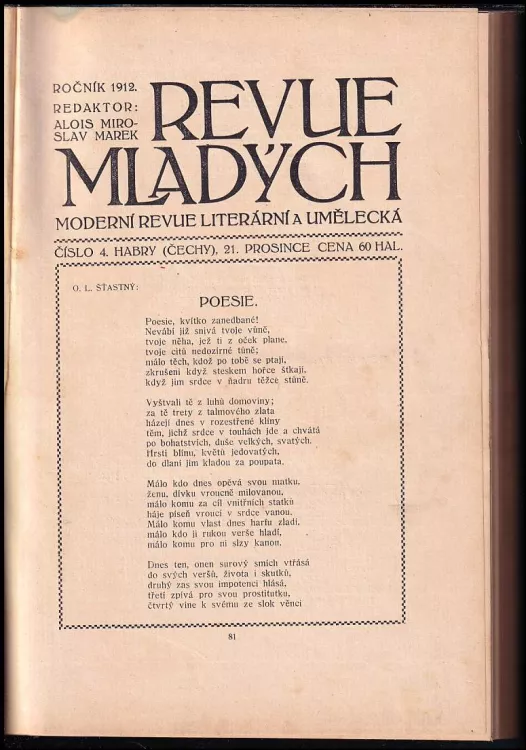 ROČNÍK 1912.
REDAKTOR:
ALOIS MIRO-
SLAV MAREK
REVUE
MLADÝCH
MODERNÍ REVUE LITERÁRNÍ A UMĚLECKÁ
ČÍSLO 4. HABRY (ČECHY), 21. PROSINCE CENA 60 HAL.
O. L. ŠŤASTNÝ:
POESIE.
Poesie, kvítko zanedbané!
Nevábí již snivá tvoje vůně,
tvoje něha, jež ti z oček plane,
tvoje citů nedozírné tůně;
málo těch, kdož po tobě se ptají,
zkrušeni když steskem hořce štkají,
když jim srdce v ňadru těžce stůně.
Vyštvali tě z luhů domoviny;
za tě trety z talmového zlata
házejí dnes v rozestřené klíny
těm, jichž srdce v touhách jde a chvátá
po bohatstvích, duše velkých, svatých.
Hrsti blínu, květů jedovatých,
do dlaní jim kladou za poupata.
Málo kdo dnes opěvá svou matku,
ženu, dívku vroucně milovanou,
málo komu za cíl vnitřních statků
háje píseň vroucí v srdce vanou.
Málo komu vlast dnes harfu zladí,
málo kdo jí rukou verše hladí,
málo komu pro ni slzy kanou.
Dnes ten, onen surový smích vtřásá
do svých veršů, života i skutků,
druhý zas svou impotenci hlásá,
třetí zpívá pro svou prostitutku,
čtvrtý vine k svému ze slok věnci
81